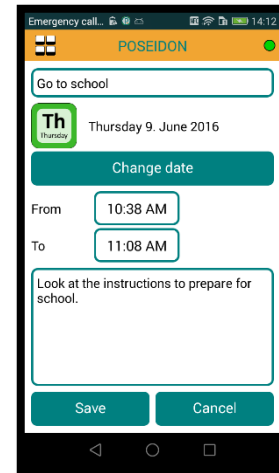 Emergency call... 14:12
POSEIDON
Go to school
Th
Thursday
Thursday 9. June 2016
Change date
From 10:38 AM
To 11:08 AM
Look at the instructions to prepare for
school.
Save Cancel